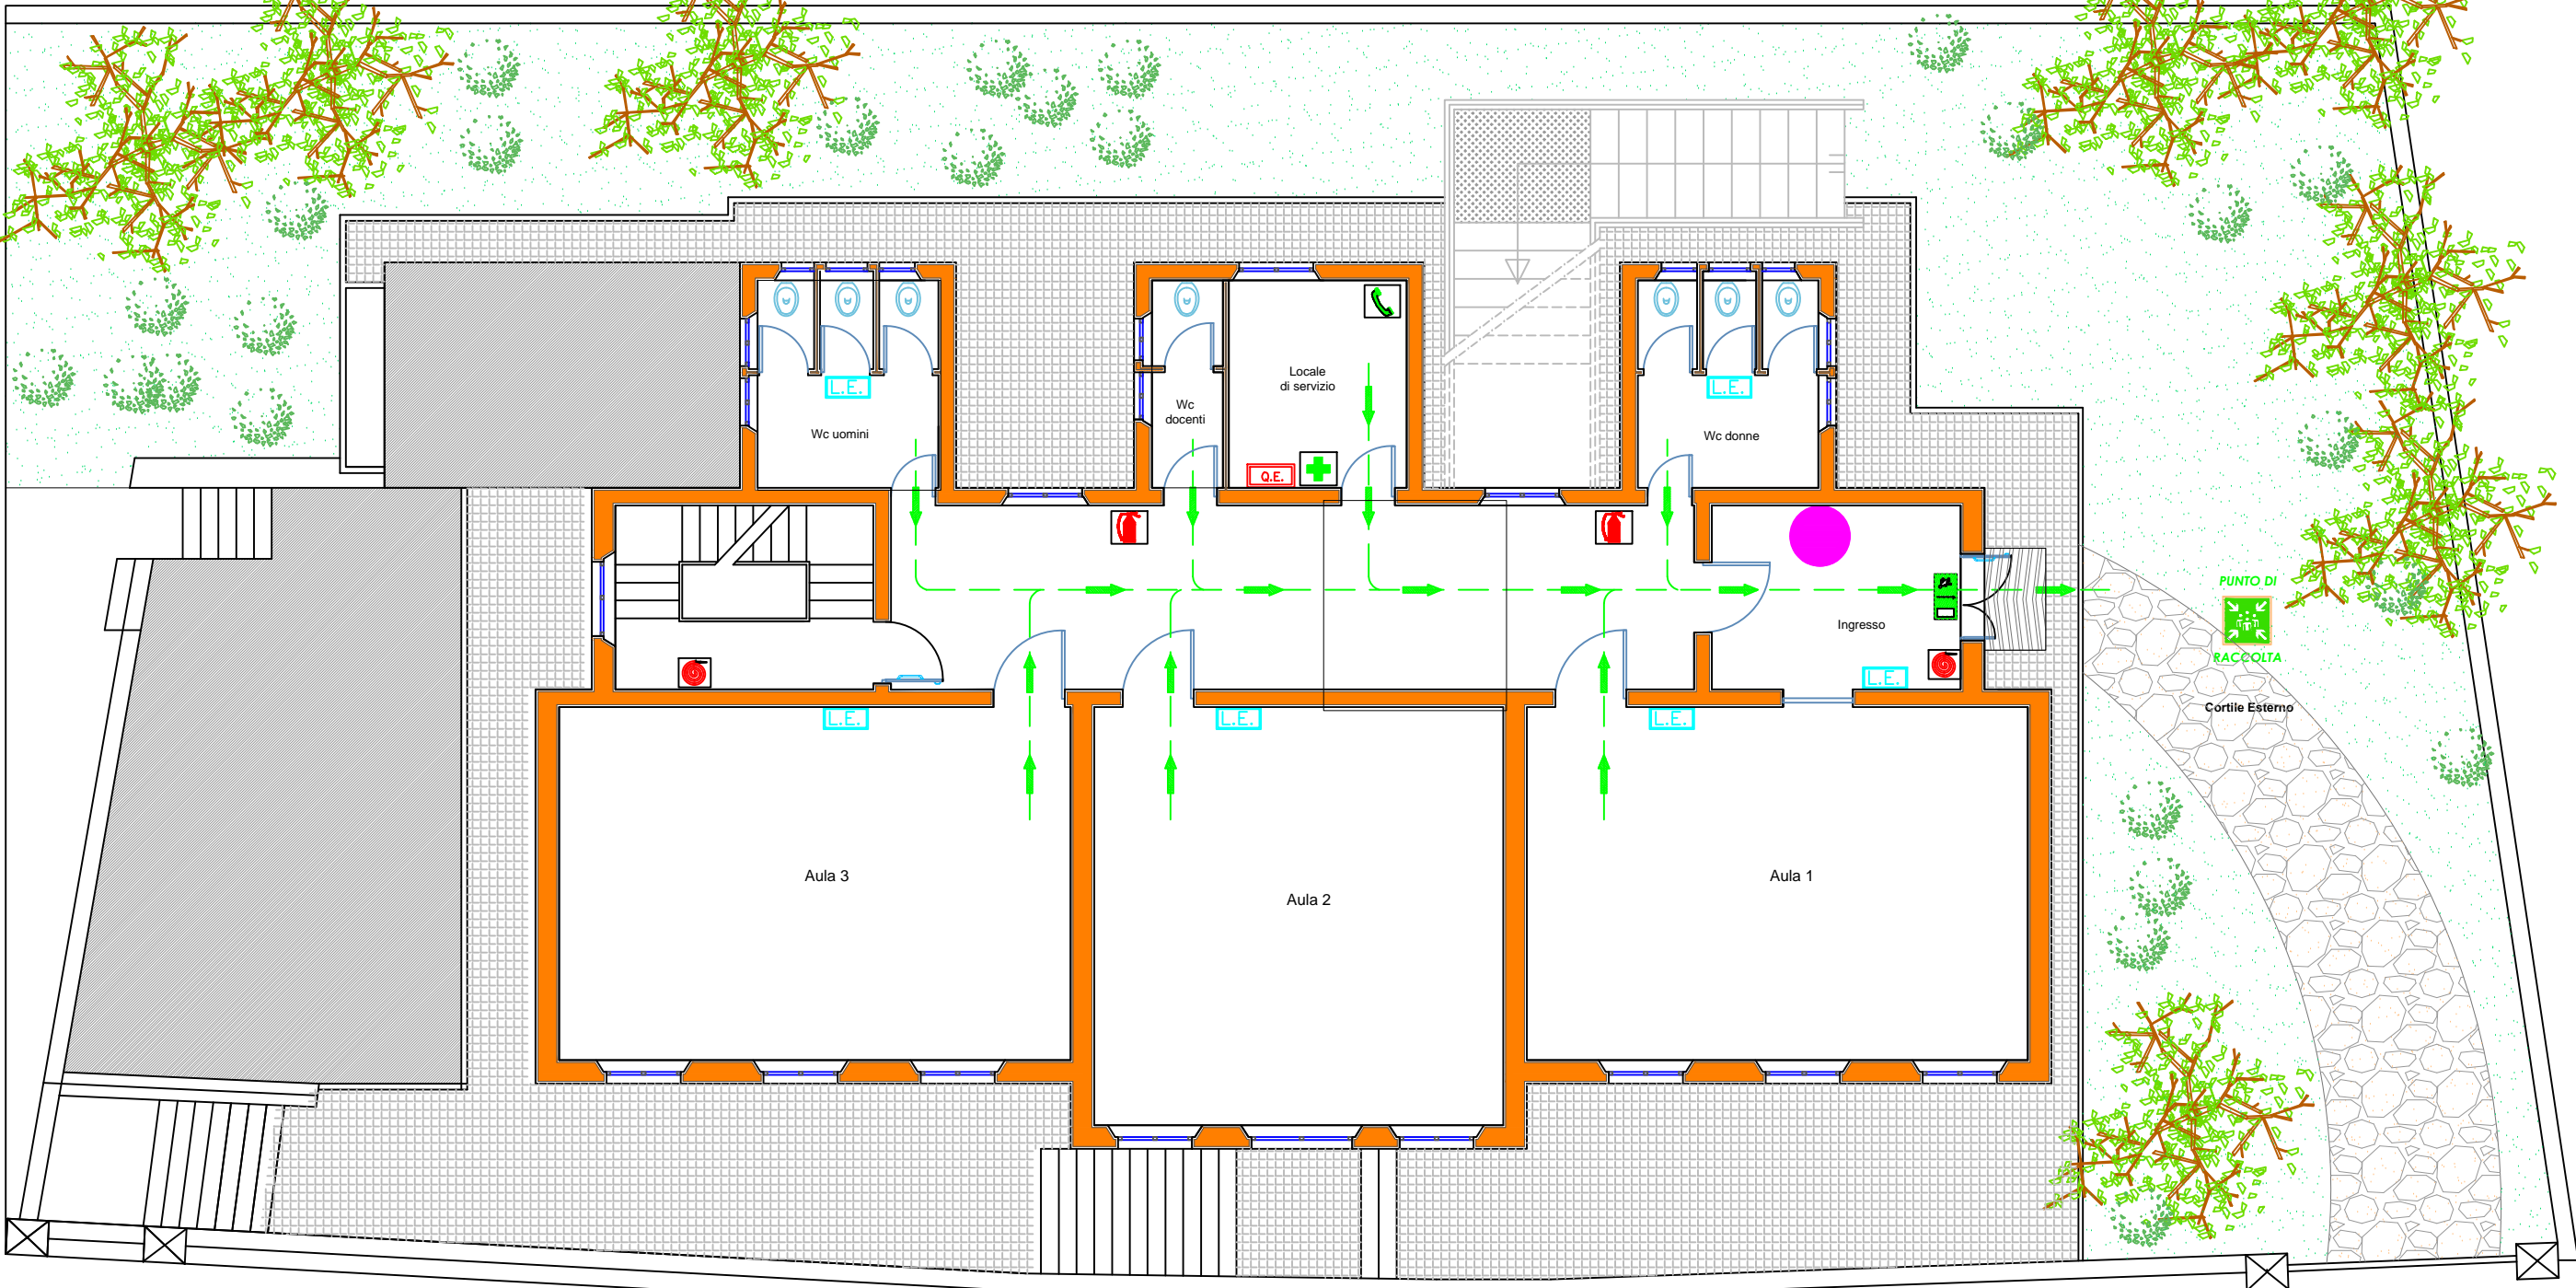 Locale
di servizio
L.E.
L.E.
Wc
docenti
Wc uomini
Wc donne
Q.E.
PUNTO DI
RACCOLTA
Ingresso
L.E.
Cortile Esterno
L.E.
L.E.
L.E.
Aula 3
Aula 2
Aula 1